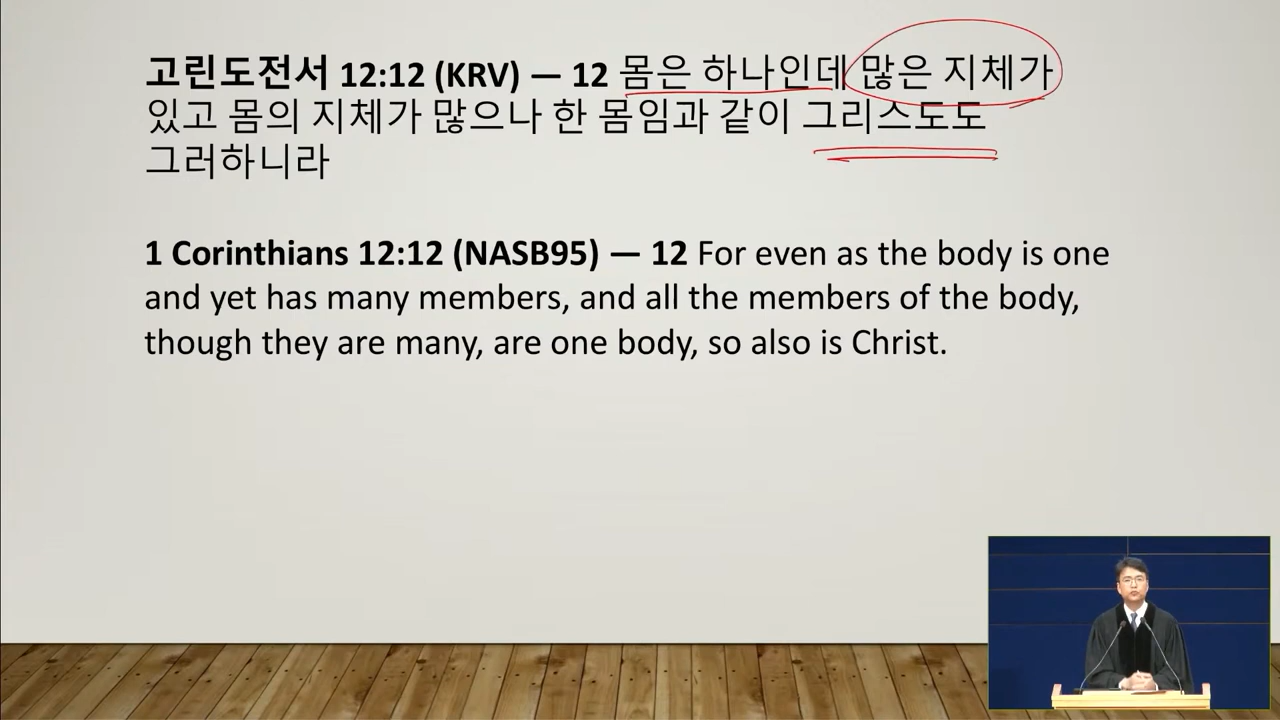 고린도전서 12:12 (KRV) — 12 몸은 하나인데 많은 지체가
있고 몸의 지체가 많으나 한 몸임과 같이 그리스도도
그러하니라
1 Corinthians 12:12 (NASB95) — 12 For even as the body is one
and yet has many members, and all the members of the body,
though they are many, are one body, so also is Christ.